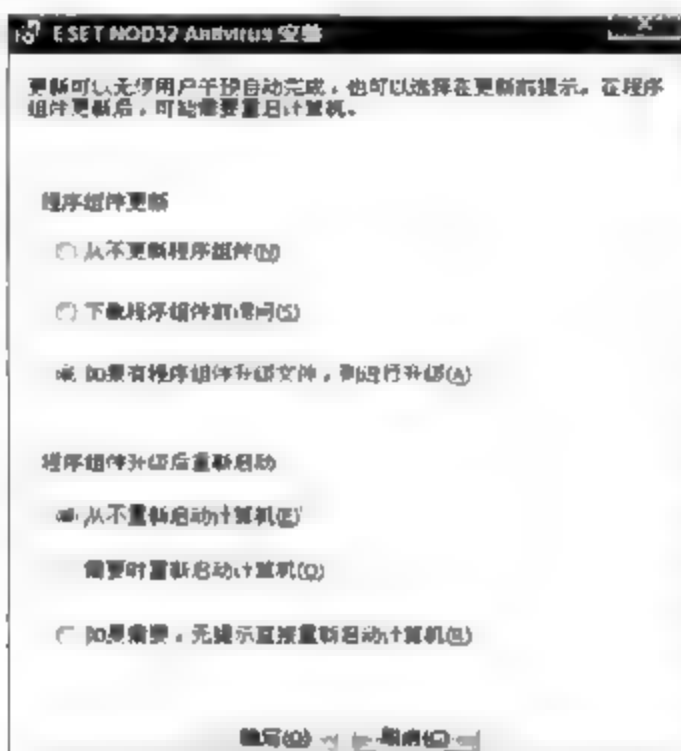 ESET NOD32 Antivirus 安装
更新可以无须用户干预自动完成，也可以选择在更新前提示。在程序
组件更新后，可能需要重启计算机。
程序组件更新
从不更新程序组件(N)
下载程序组件前询问(S)
如果有程序组件升级文件，则进行升级(A)
程序组件升级后重新启动
从不重新启动计算机(E)
需要时重新启动计算机(O)
如果需要，无提示直接重新启动计算机(R)